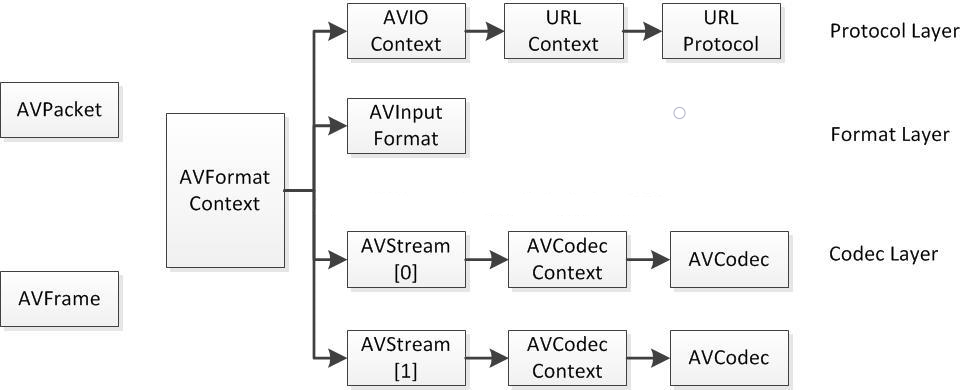 AVIO
Context
URL
Context
URL
Protocol
Protocol Layer
AVPacket
AVInput
Format
Format Layer
AVFormat
Context
AVStream
[0]
AVCodec
Context
AVCodec
Codec Layer
AVFrame
AVStream
[1]
AVCodec
Context
AVCodec